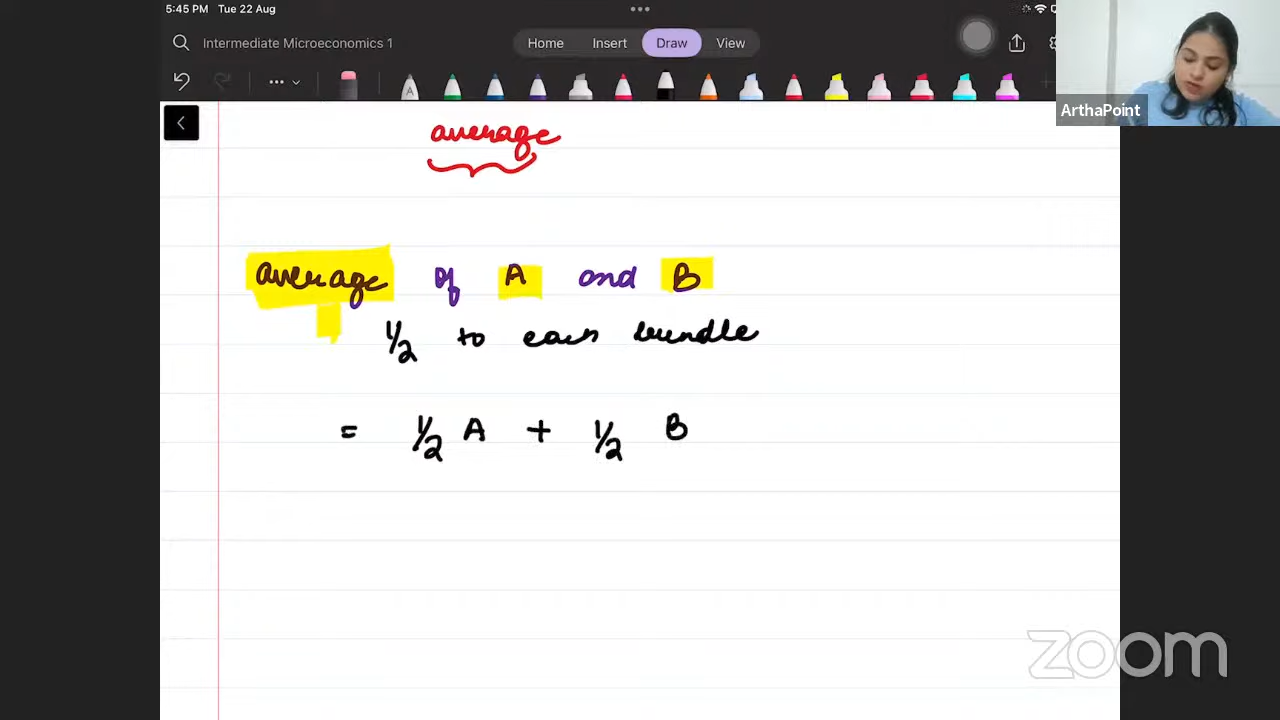 5:45 PM Tue 22 Aug
Intermediate Microeconomics 1
Home Insert Draw View
A
ArthaPoint
average
average of A and B
1/2 to each bundle
= 1/2 A + 1/2 B
zoom